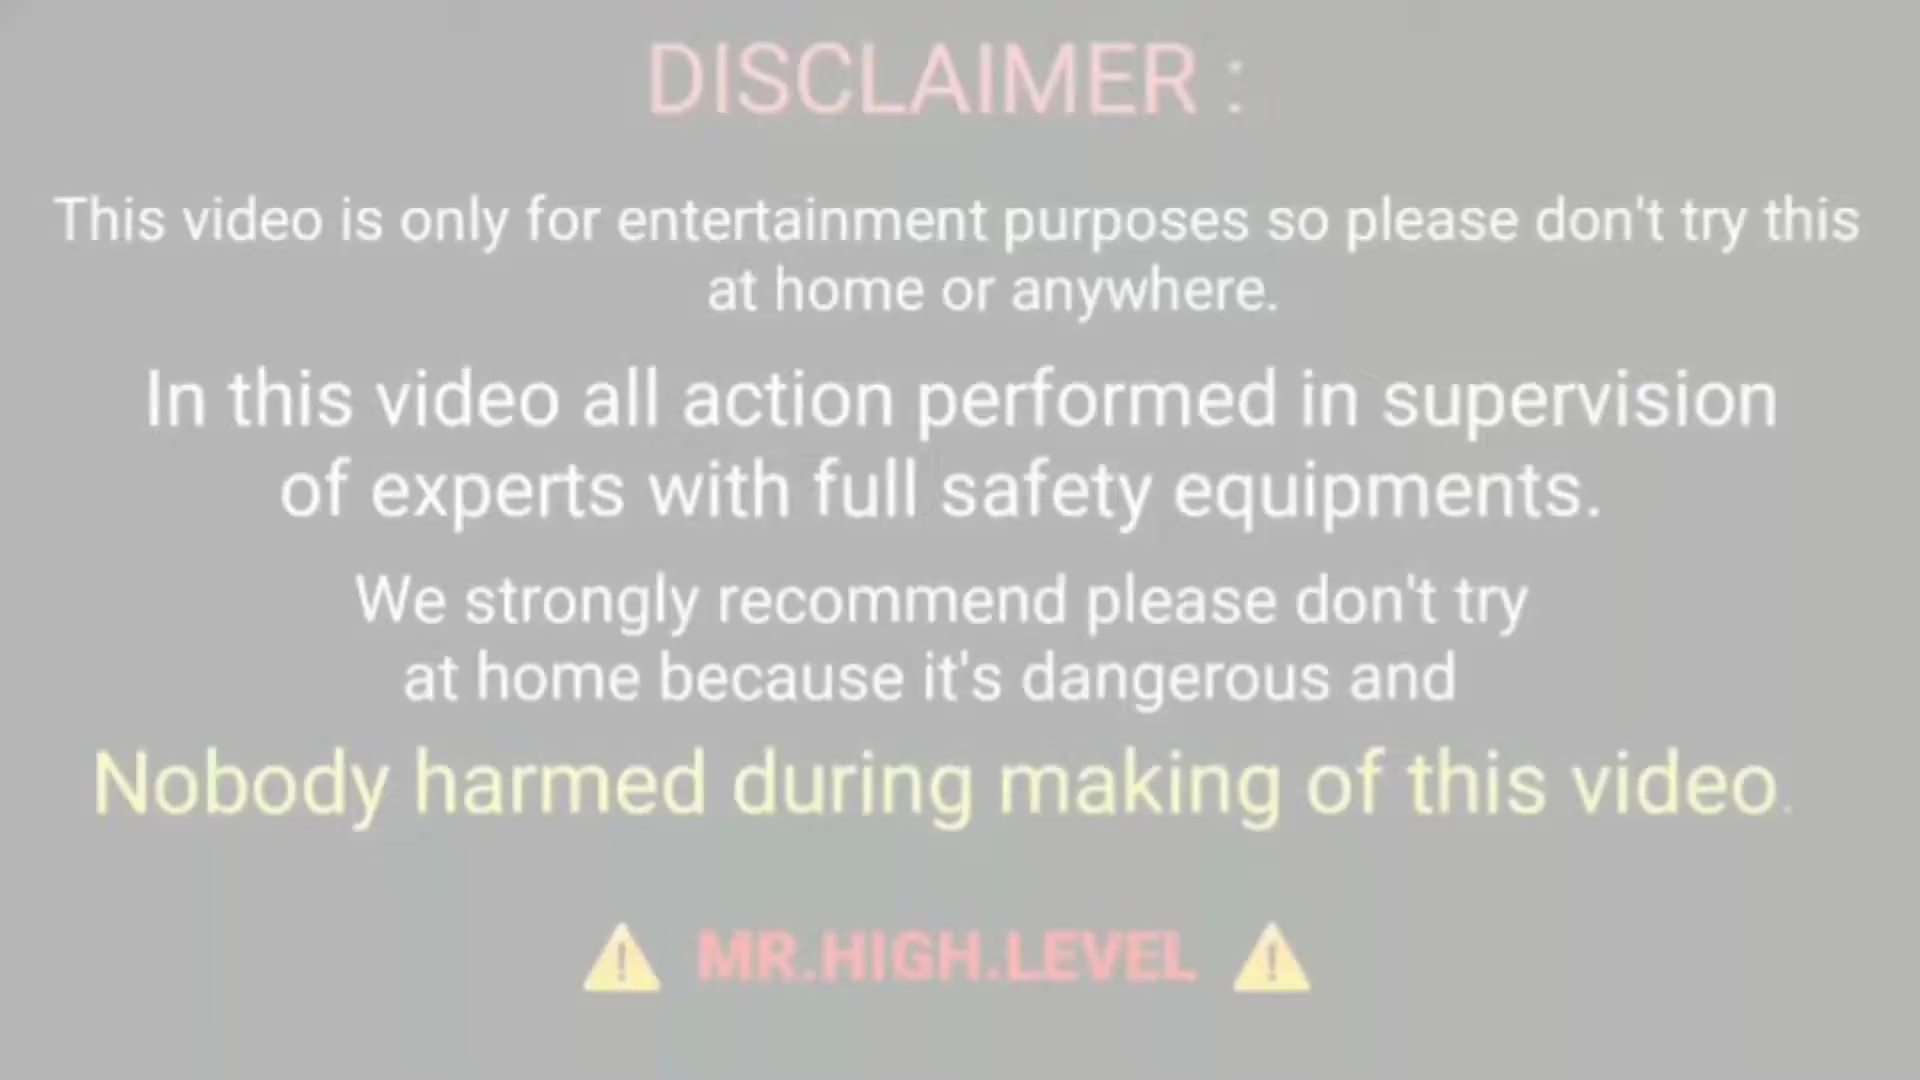 DISCLAIMER :
This video is only for entertainment purposes so please don't try this
at home or anywhere.
In this video all action performed in supervision
of experts with full safety equipments.
We strongly recommend please don't try
at home because it's dangerous and
Nobody harmed during making of this video.
⚠ MR.HIGH.LEVEL ⚠